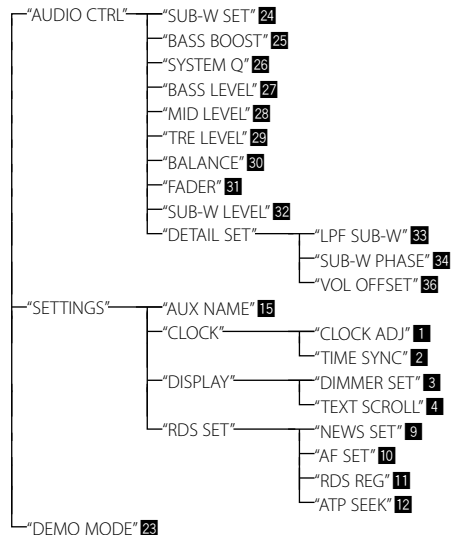 “AUDIO CTRL” “SUB-W SET” 24
“BASS BOOST” 25
“SYSTEM Q” 26
“BASS LEVEL” 27
“MID LEVEL” 28
“TRE LEVEL” 29
“BALANCE” 30
“FADER” 31
“SUB-W LEVEL” 32
“DETAIL SET” “LPF SUB-W” 33
“SUB-W PHASE” 34
“VOL OFFSET” 36
“SETTINGS” “AUX NAME” 15
“CLOCK” “CLOCK ADJ” 1
“TIME SYNC” 2
“DISPLAY” “DIMMER SET” 3
“TEXT SCROLL” 4
“RDS SET” “NEWS SET” 9
“AF SET” 10
“RDS REG” 11
“ATP SEEK” 12
“DEMO MODE” 23